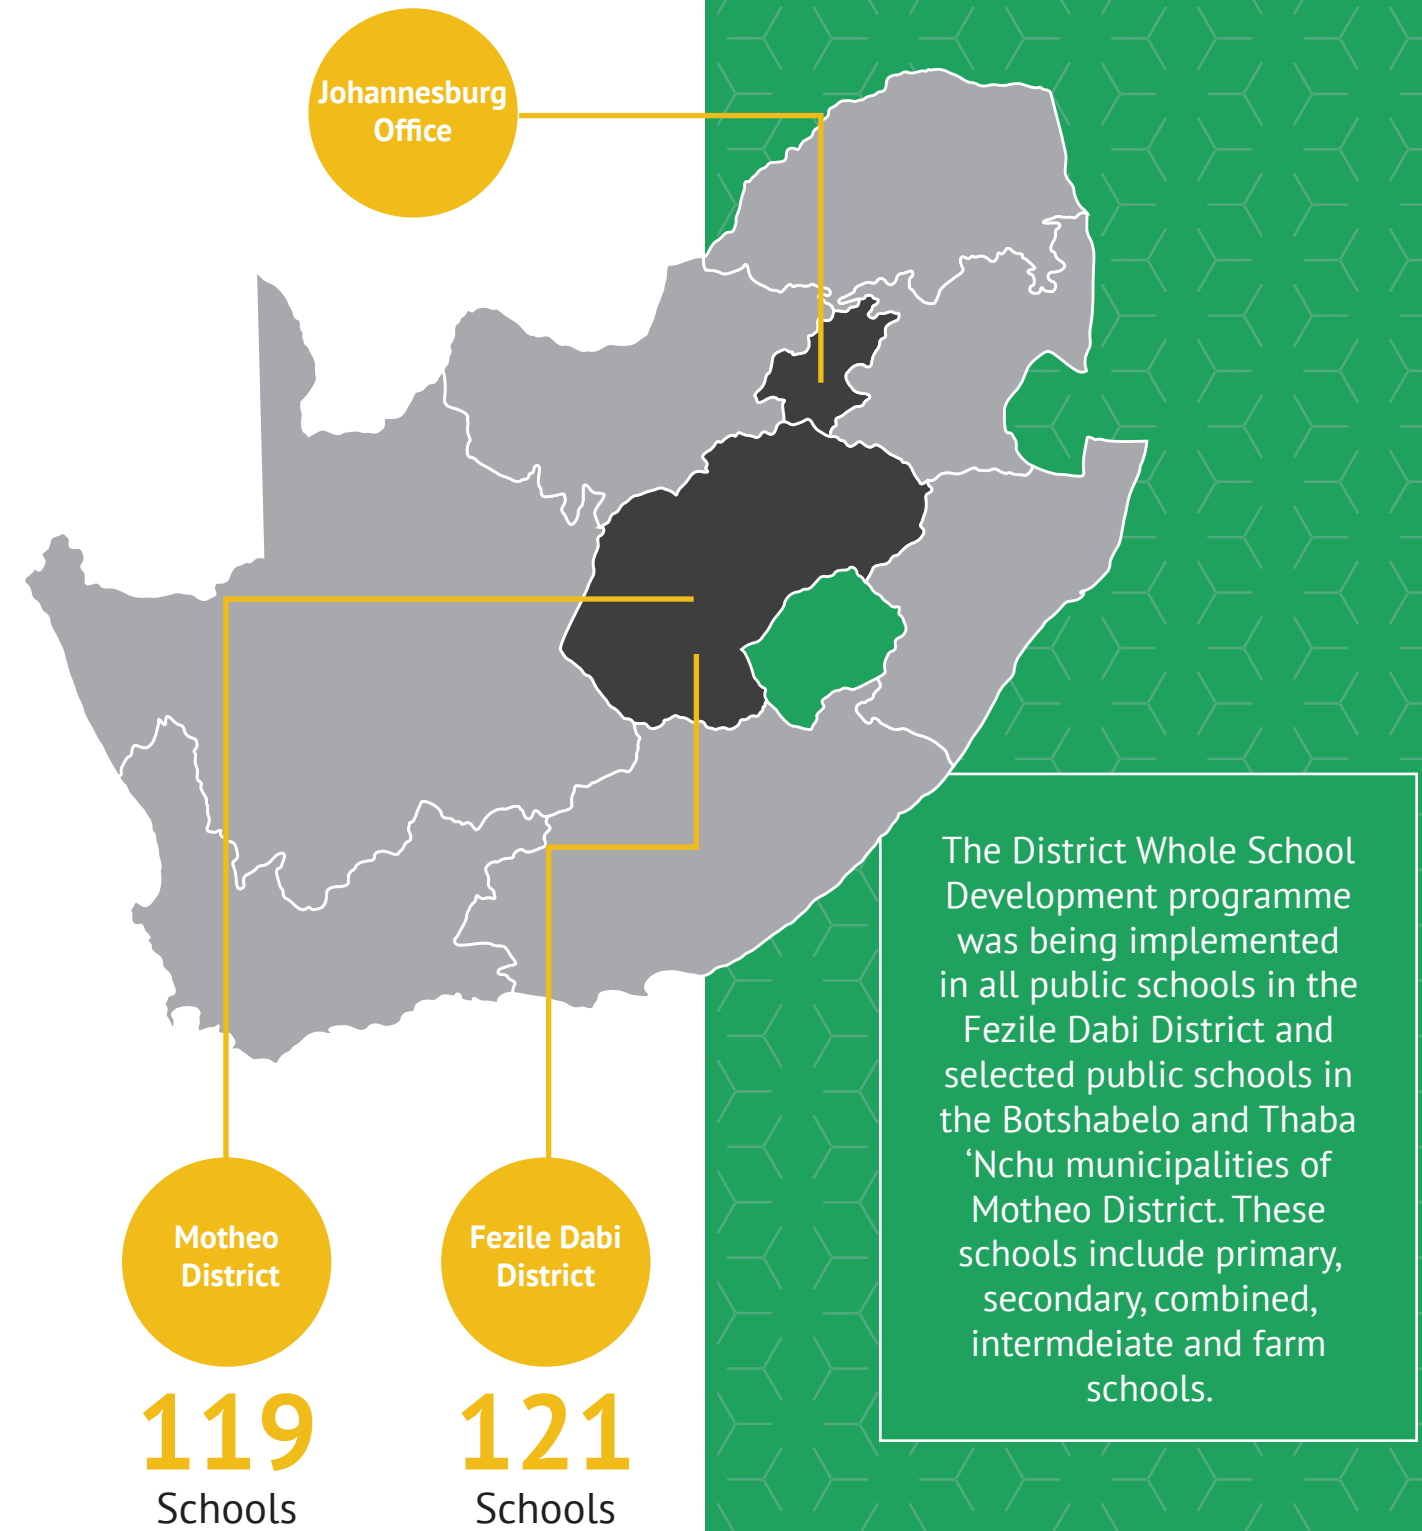 Johannesburg
Office
The District Whole School
Development programme
was being implemented
in all public schools in the
Fezile Dabi District and
selected public schools in
the Botshabelo and Thaba
‘Nchu municipalities of
Motheo District. These
schools include primary,
secondary, combined,
intermdeiate and farm
schools.
Motheo
District
119
Schools
Fezile Dabi
District
121
Schools